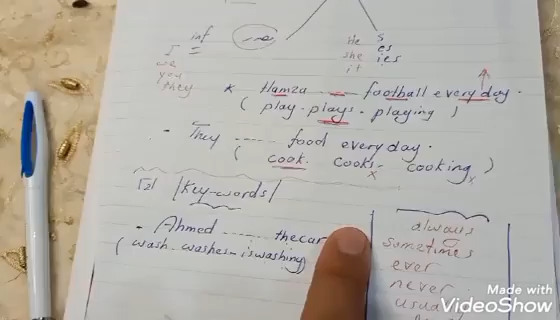 inf
He S
I = she es
we it ies
you
they
* Hamza ------ football every day.
( play - plays - playing )
- They ------ food every day.
( cook. cooks - cooking )
x x
[2] |Key-words|
- Ahmed ------ the car
( wash - washes - is washing
always
sometimes
ever
never
usua
Made with
VideoShow